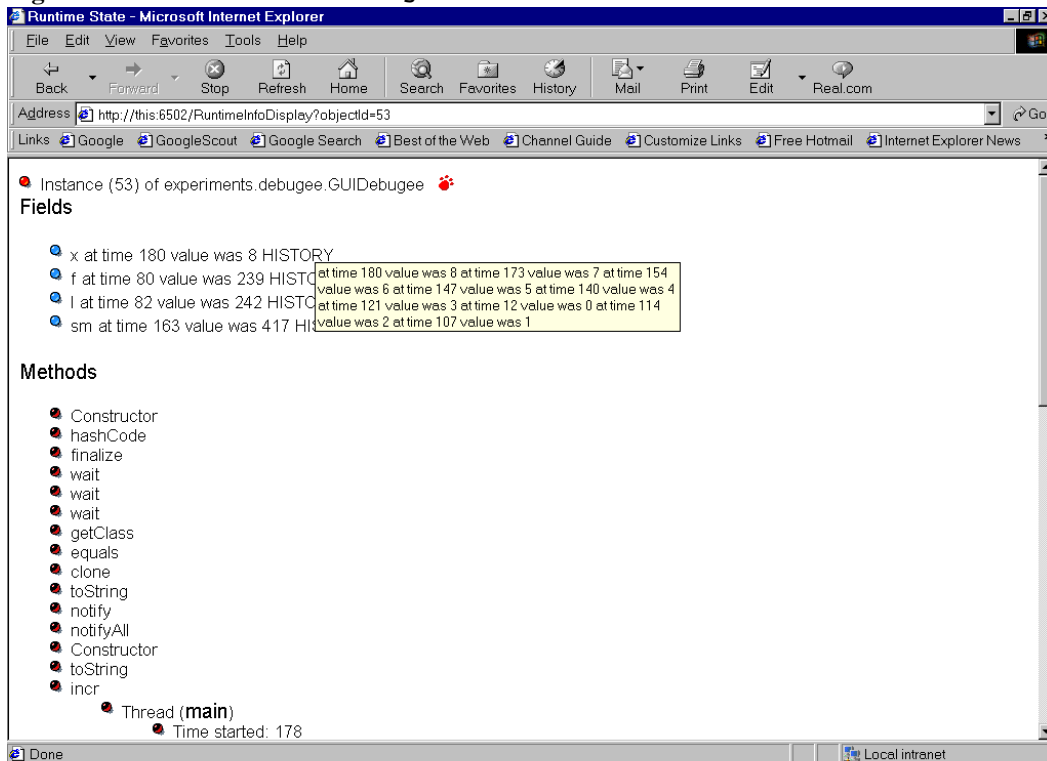 Runtime State - Microsoft Internet Explorer
File Edit View Favorites Tools Help
Back Forward Stop Refresh Home Search Favorites History Mail Print Edit Real.com
Address http://this:6502/RuntimeInfoDisplay?objectId=53 Go
Links Google GoogleScout Google Search Best of the Web Channel Guide Customize Links Free Hotmail Internet Explorer News
Instance (53) of experiments.debugee.GUIDebugee
Fields
x at time 180 value was 8 HISTORY
f at time 80 value was 239 HISTO
l at time 82 value was 242 HISTO
sm at time 163 value was 417 HIS
at time 180 value was 8 at time 173 value was 7 at time 154
value was 6 at time 147 value was 5 at time 140 value was 4
at time 121 value was 3 at time 12 value was 0 at time 114
value was 2 at time 107 value was 1
Methods
Constructor
hashCode
finalize
wait
wait
wait
getClass
equals
clone
toString
notify
notifyAll
Constructor
toString
incr
Thread (main)
Time started: 178
Done Local intranet